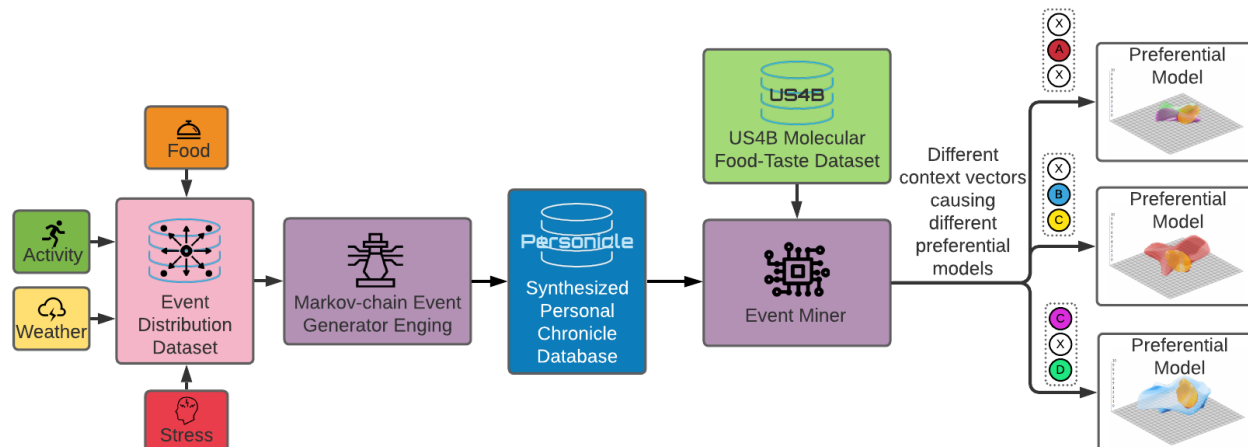 Food
Activity
Weather
Stress
Event
Distribution
Dataset
Markov-chain Event
Generator Enging
Personicle
Synthesized
Personal
Chronicle
Database
US4B
US4B Molecular
Food-Taste Dataset
Event Miner
Different
context vectors
causing
different
preferential
models
X
A
X
Preferential
Model
X
B
C
Preferential
Model
C
X
D
Preferential
Model